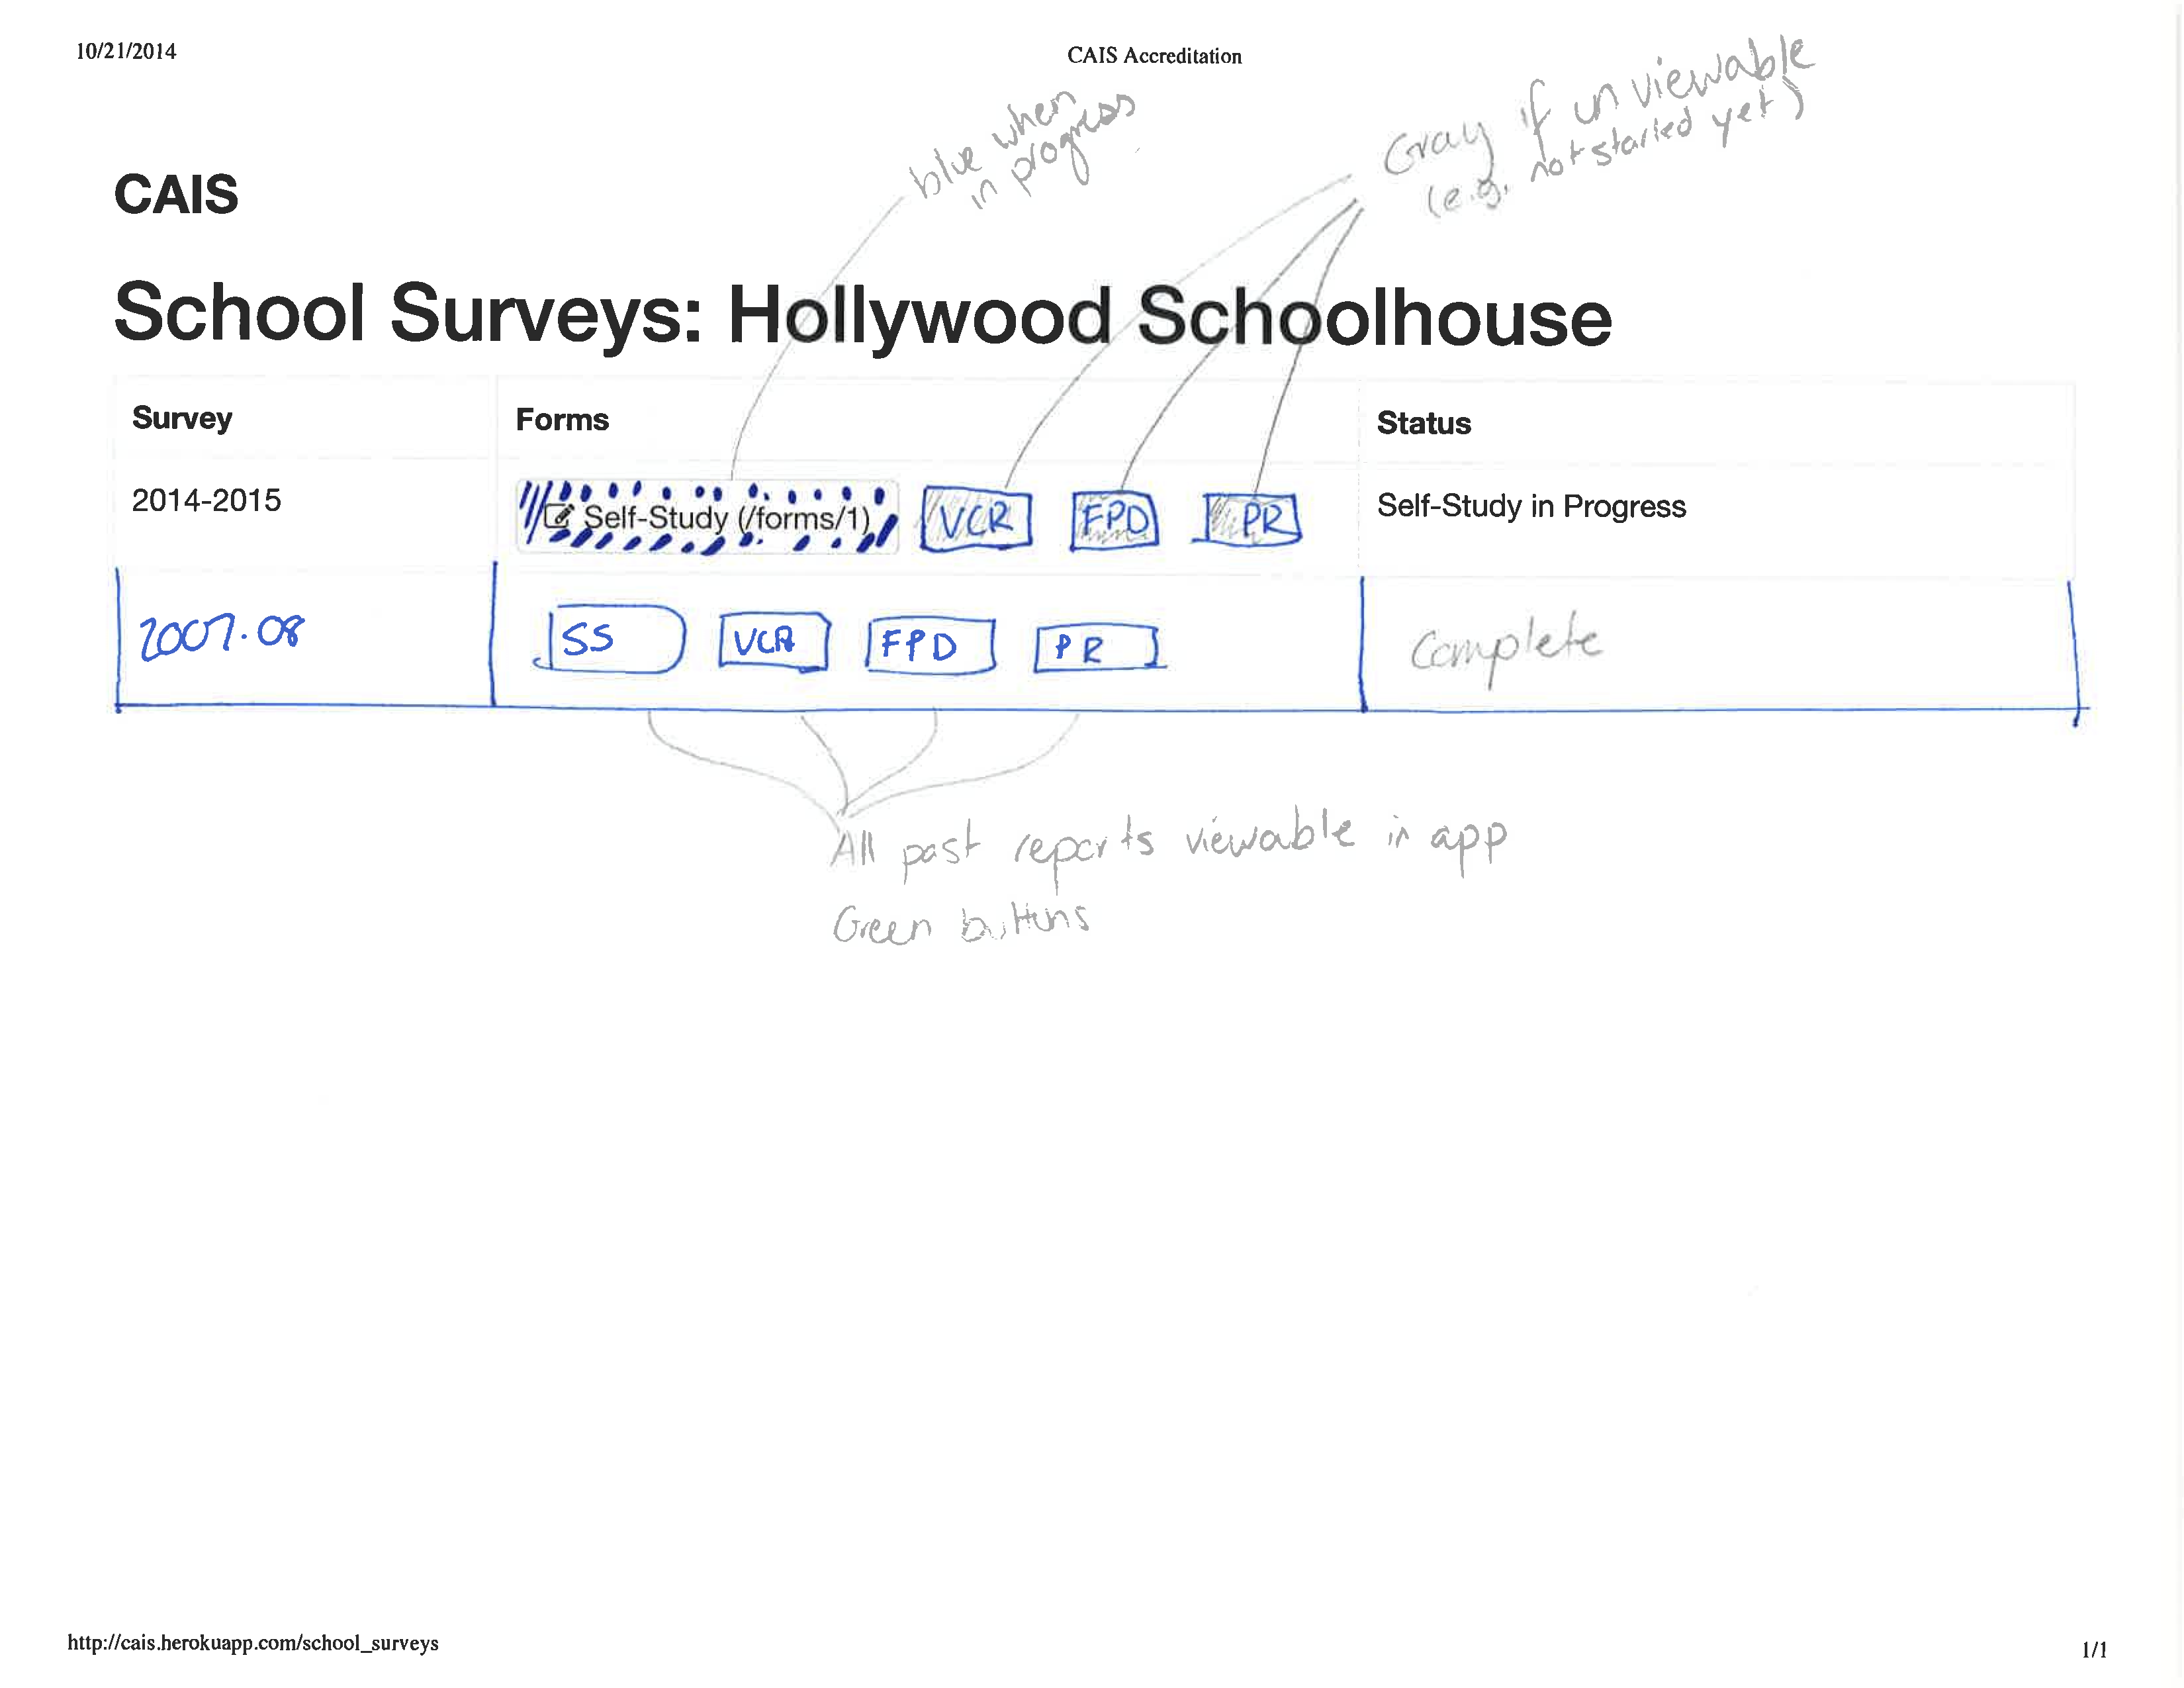 10/21/2014
CAIS Accreditation
blue when
in progress
Gray if unviewable
(e.g. not started yet)
CAIS
School Surveys: Hollywood Schoolhouse
Survey Forms Status
2014-2015 Self-Study (/forms/1) VCR FPD PR Self-Study in Progress
2007-08 SS VCR FPD PR Complete
All past reports viewable in app
Green buttons
http://cais.herokuapp.com/school_surveys
1/1